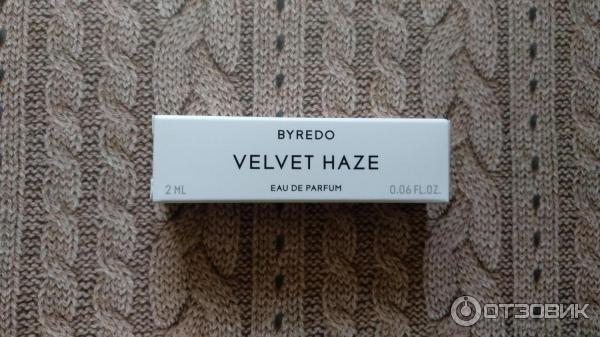 BYREDO
VELVET HAZE
2 ML EAU DE PARFUM 0.06 FL.OZ.
ОТЗОВИК